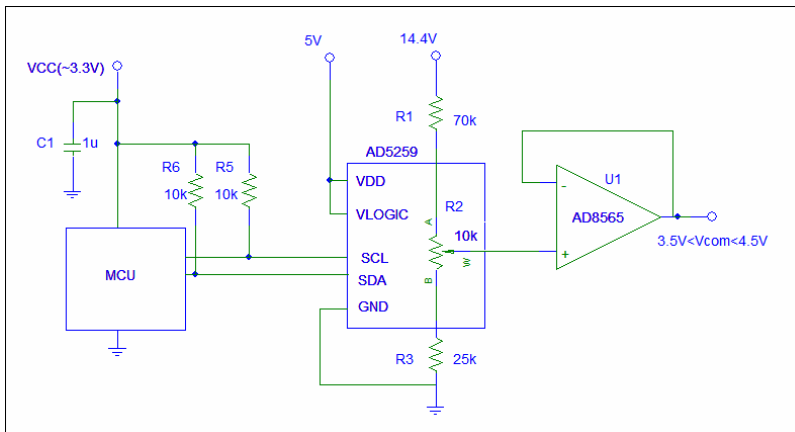 VCC(~3.3V)
5V
14.4V
C1
1u
R6
10k
R5
10k
R1
70k
AD5259
VDD
VLOGIC
SCL
SDA
GND
A
R2
10k
B
W
MCU
R3
25k
-
+
U1
AD8565
3.5V<Vcom<4.5V